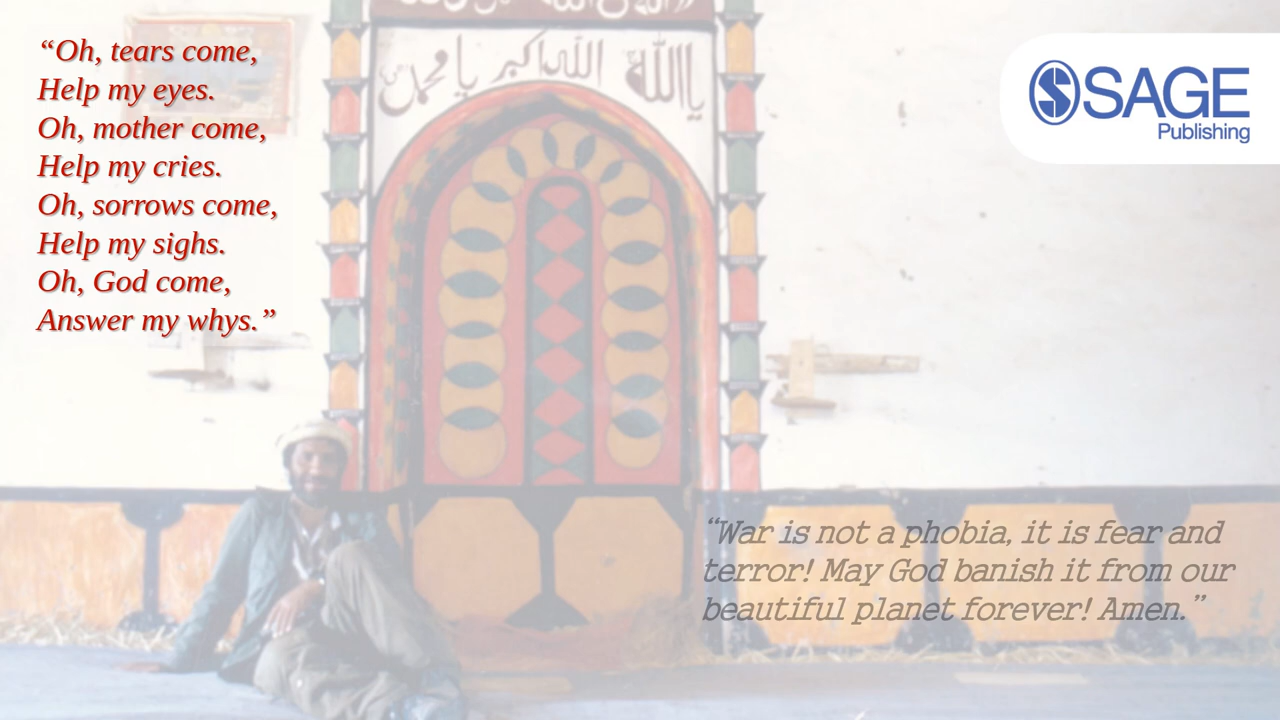 “Oh, tears come,
Help my eyes.
Oh, mother come,
Help my cries.
Oh, sorrows come,
Help my sighs.
Oh, God come,
Answer my whys.”
يا الله الله اكبر يا محمد
SAGE
Publishing
“War is not a phobia, it is fear and
terror! May God banish it from our
beautiful planet forever! Amen.”